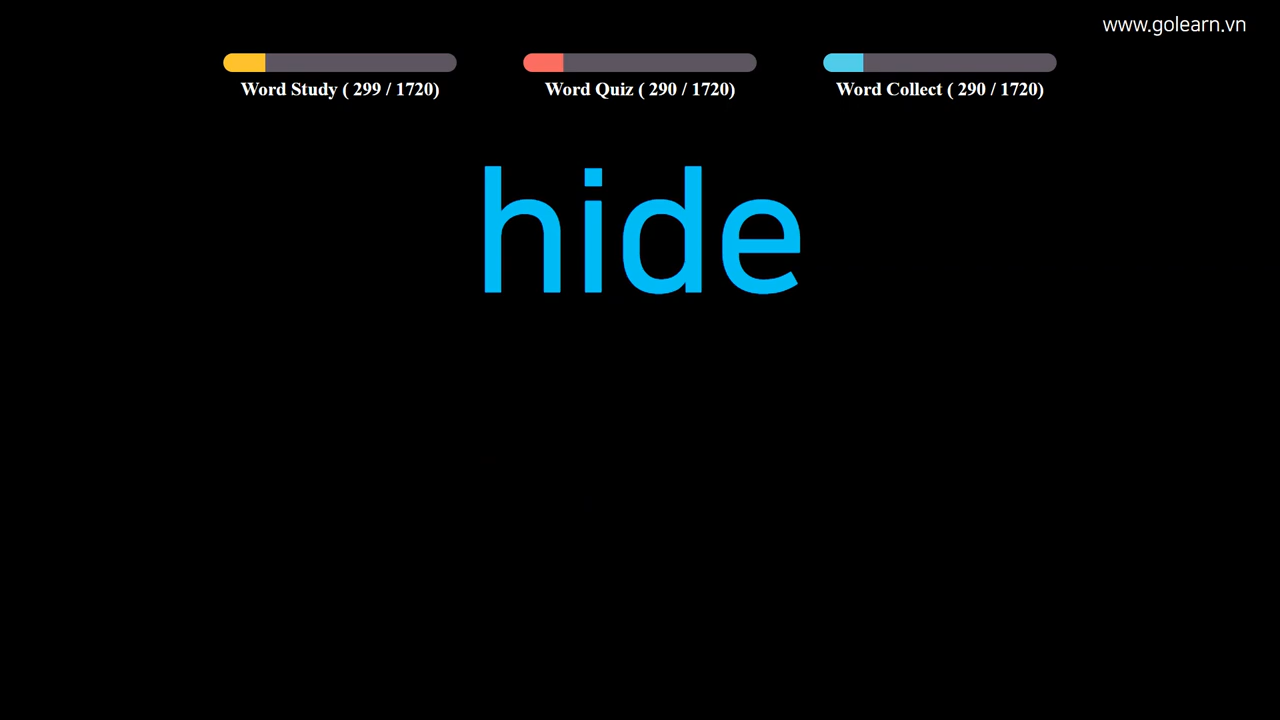 www.golearn.vn
Word Study ( 299 / 1720)
Word Quiz ( 290 / 1720)
Word Collect ( 290 / 1720)
hide